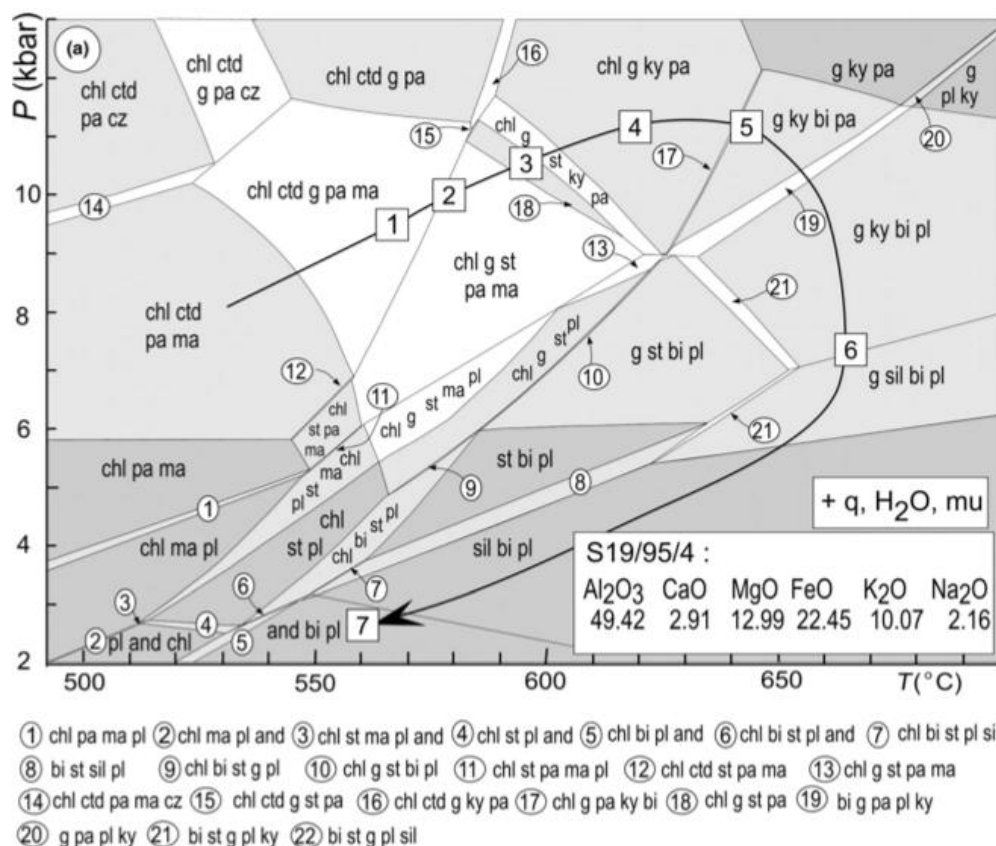 (a)
P (kbar)
10
8
6
4
2
500
550
600
650
T(°C)
chl ctd
pa cz
chl ctd
g pa cz
chl ctd g pa
16
chl g ky pa
g ky pa
g
pl ky
15
chl
g
st
ky
pa
4
5
g ky bi pa
20
14
chl ctd g pa ma
1
2
3
17
18
19
13
chl g st
pa ma
g ky bi pl
chl ctd
pa ma
21
12
11
chl
g
st
pl
10
g st bi pl
6
g sil bi pl
chl
st pa
ma
chl
g
st
ma
pl
chl pa ma
chl
ma
st
pl
9
st bi pl
21
8
1
chl ma pl
chl
st pl
chl
bi
st
pl
sil bi pl
+ q, H₂O, mu
7
3
6
4
2
pl and chl
5
and bi pl
7
S19/95/4 :
Al₂O₃ CaO MgO FeO K₂O Na₂O
49.42 2.91 12.99 22.45 10.07 2.16
① chl pa ma pl ② chl ma pl and ③ chl st ma pl and ④ chl st pl and ⑤ chl bi pl and ⑥ chl bi st pl and ⑦ chl bi st pl si
⑧ bi st sil pl ⑨ chl bi st g pl ⑩ chl g st bi pl ⑪ chl st pa ma pl ⑫ chl ctd st pa ma ⑬ chl g st pa ma
⑭ chl ctd pa ma cz ⑮ chl ctd g st pa ⑯ chl ctd g ky pa ⑰ chl g pa ky bi ⑱ chl g st pa ⑲ bi g pa pl ky
⑳ g pa pl ky ㉑ bi st g pl ky ㉒ bi st g pl sil